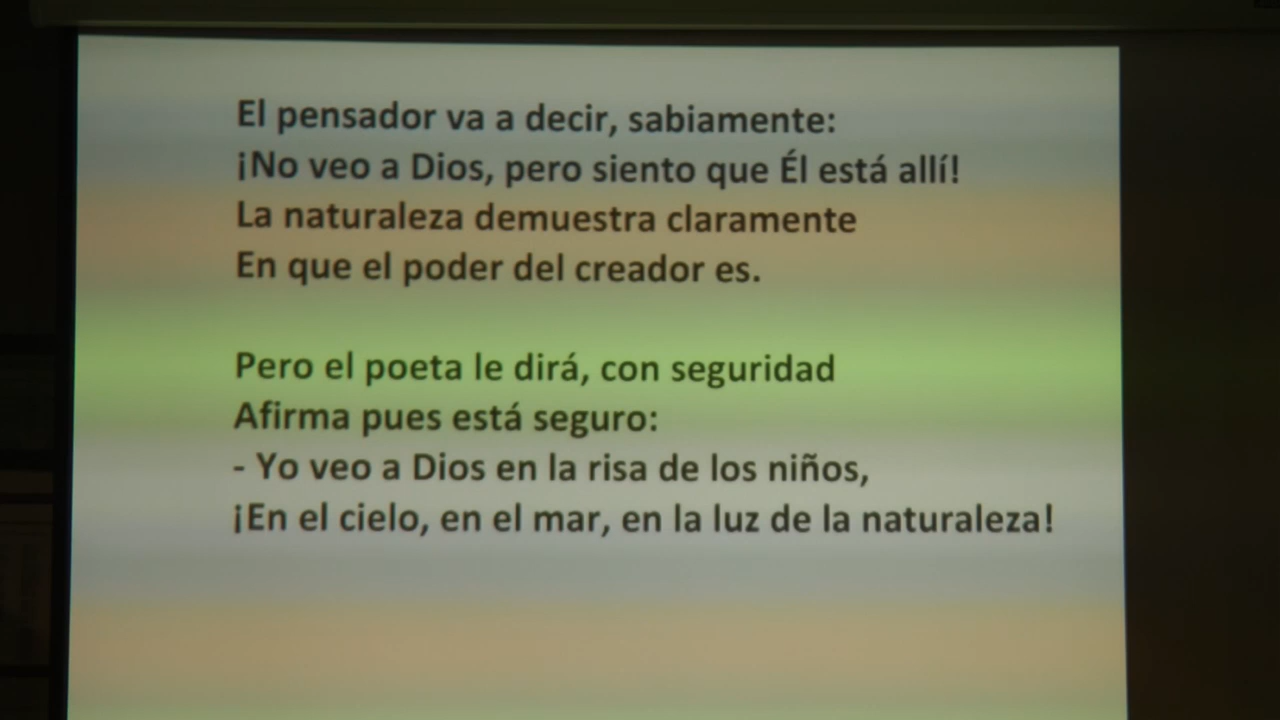 El pensador va a decir, sabiamente:
¡No veo a Dios, pero siento que Él está allí!
La naturaleza demuestra claramente
En que el poder del creador es.
Pero el poeta le dirá, con seguridad
Afirma pues está seguro:
- Yo veo a Dios en la risa de los niños,
¡En el cielo, en el mar, en la luz de la naturaleza!